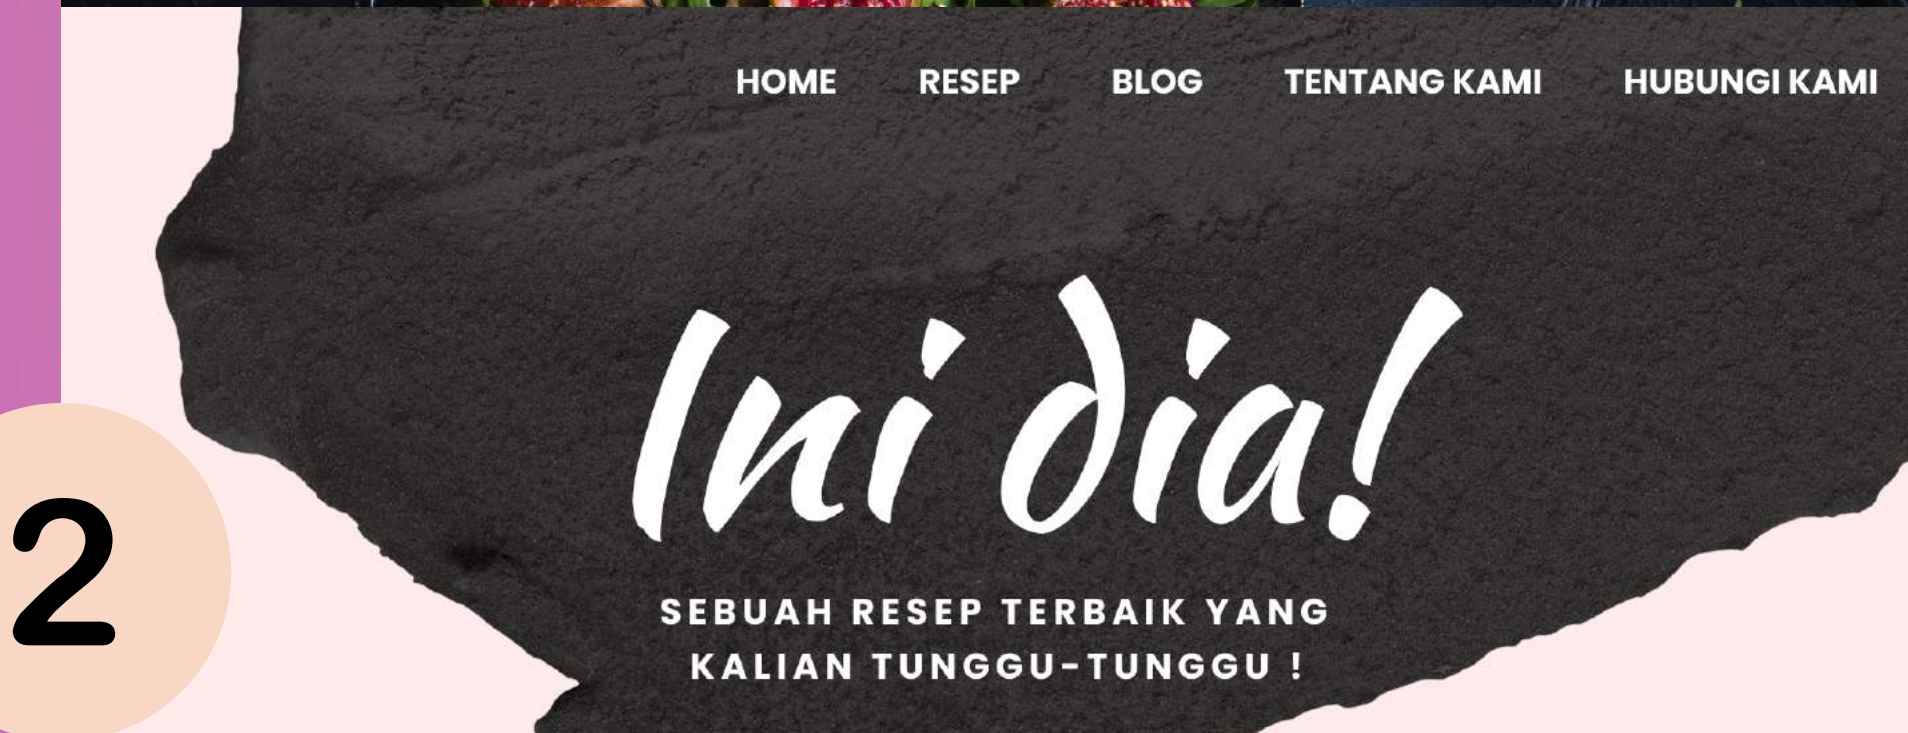 HOME RESEP BLOG TENTANG KAMI HUBUNGI KAMI
Ini dia!
SEBUAH RESEP TERBAIK YANG
KALIAN TUNGGU-TUNGGU !
2